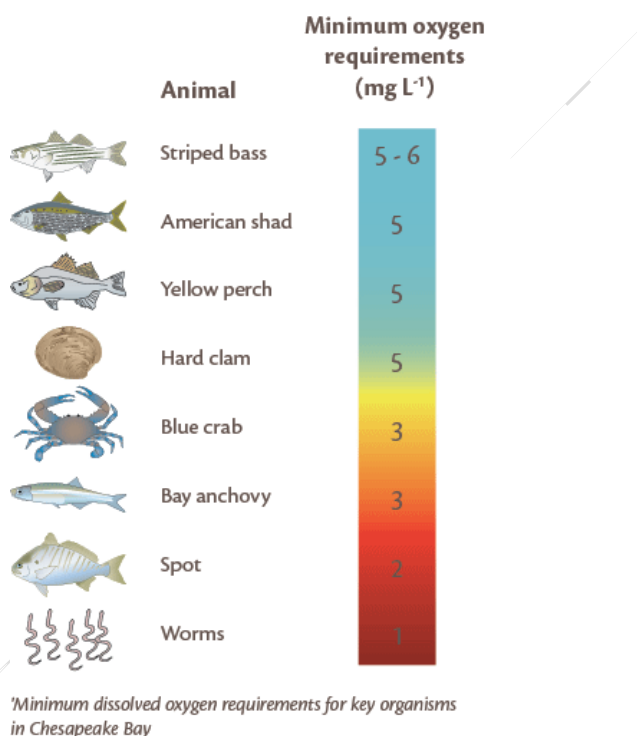 Minimum oxygen
requirements
(mg L⁻¹)
Animal
Striped bass 5 - 6
American shad 5
Yellow perch 5
Hard clam 5
Blue crab 3
Bay anchovy 3
Spot 2
Worms 1
'Minimum dissolved oxygen requirements for key organisms
in Chesapeake Bay